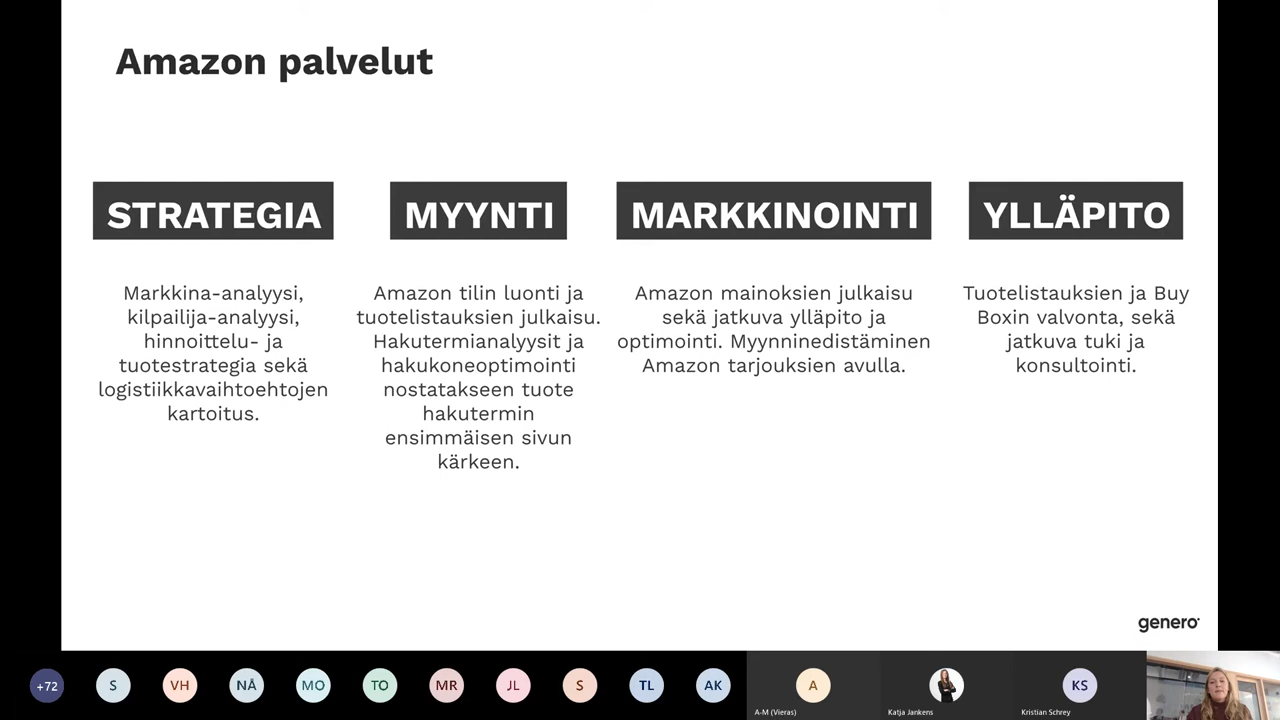 Amazon palvelut
STRATEGIA
Markkina-analyysi,
kilpailija-analyysi,
hinnoittelu- ja
tuotestrategia sekä
logistiikkavaihtoehtojen
kartoitus.
MYYNTI
Amazon tilin luonti ja
tuotelistauksien julkaisu.
Hakutermianalyysit ja
hakukoneoptimointi
nostatakseen tuote
hakutermin
ensimmäisen sivun
kärkeen.
MARKKINOINTI
Amazon mainoksien julkaisu
sekä jatkuva ylläpito ja
optimointi. Myynninedistäminen
Amazon tarjouksien avulla.
YLLÄPITO
Tuotelistauksien ja Buy
Boxin valvonta, sekä
jatkuva tuki ja
konsultointi.
genero
+72
S
VH
NÅ
MO
TO
MR
JL
S
TL
AK
A
A-M (Vieras)
Katja Jankens
KS
Kristian Schrey